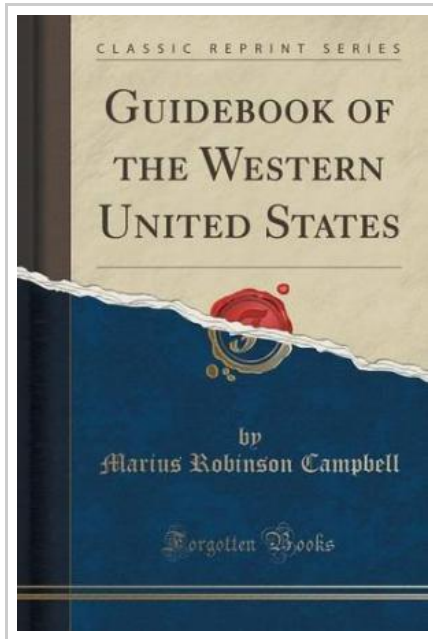 CLASSIC REPRINT SERIES
GUIDEBOOK OF
THE WESTERN
UNITED STATES
F
by
Marius Robinson Campbell
Forgotten Books